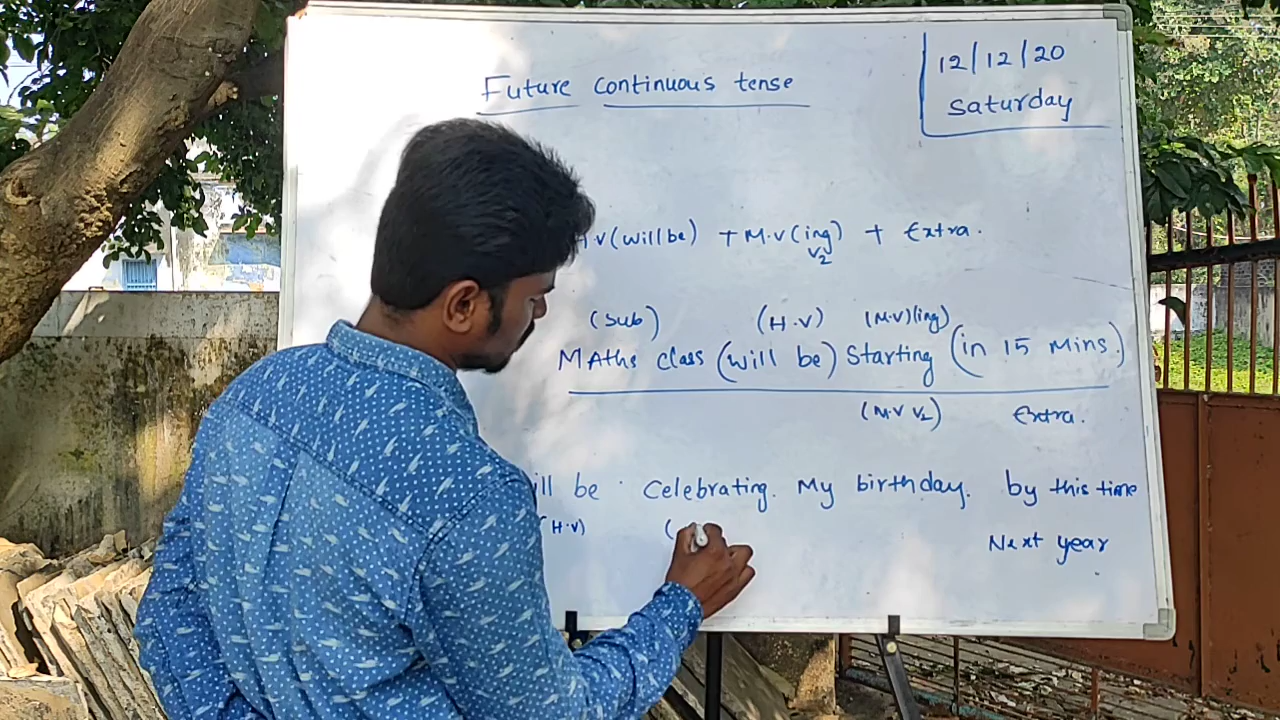 12/12/20
Saturday
Future continuous tense
H.V(will be) + M.V(ing) + Extra.
V2
(Sub) (H.V) (M.V)(ing)
MAths class (will be) Starting (in 15 Mins.)
(M.V V2) Extra.
ill be Celebrating. My birthday. by this time
(H.V) (
Next year